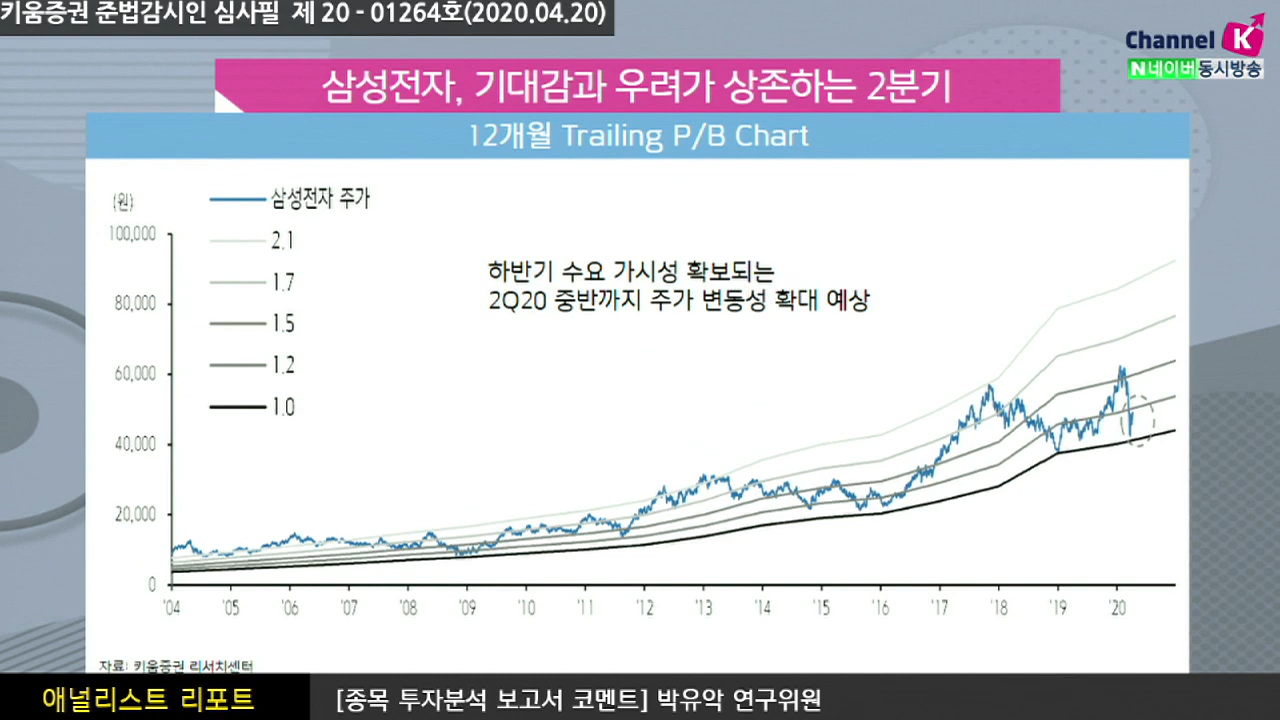 키움증권 준법감시인 심사필 제 20 - 01264호(2020.04.20)
Channel K
N네이버동시방송
삼성전자, 기대감과 우려가 상존하는 2분기
12개월 Trailing P/B Chart
(원)
삼성전자 주가
100,000
2.1
하반기 수요 가시성 확보되는
1.7
2Q20 중반까지 주가 변동성 확대 예상
80,000
1.5
60,000
1.2
1.0
40,000
20,000
0
'04 '05 '06 '07 '08 '09 '10 '11 '12 '13 '14 '15 '16 '17 '18 '19 '20
자료: 키움증권 리서치센터
애널리스트 리포트
[종목 투자분석 보고서 코멘트] 박유악 연구위원